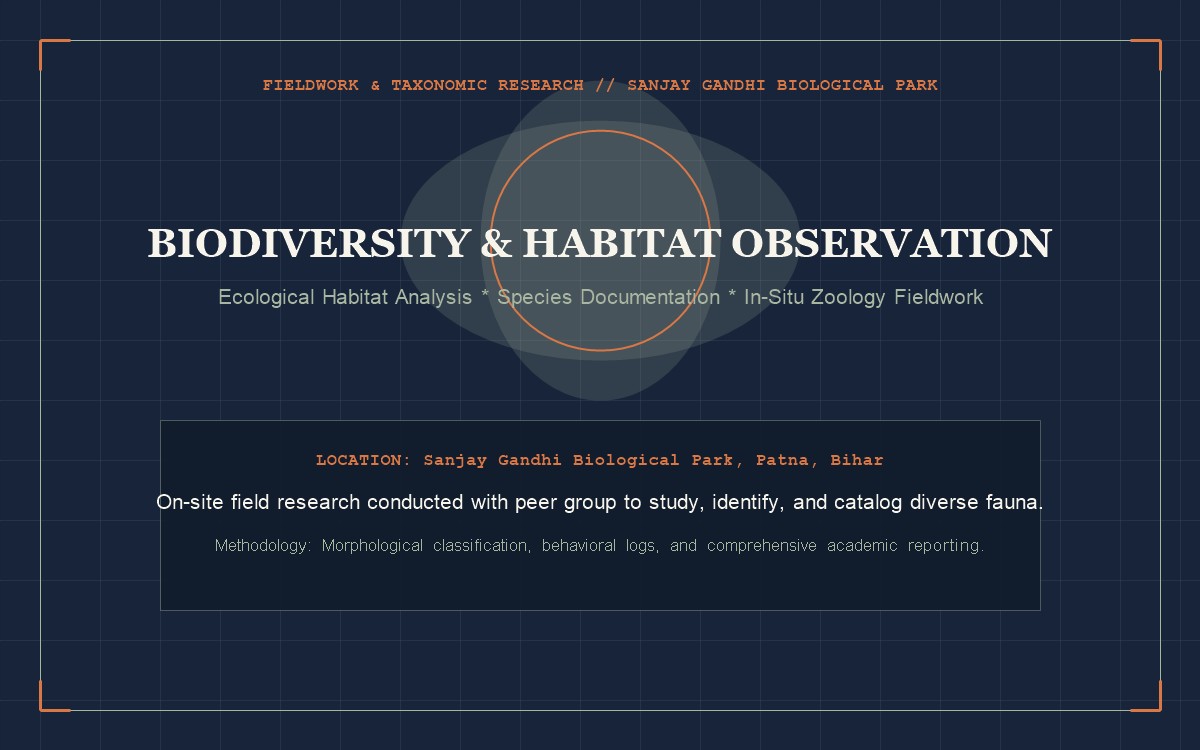 FIELDWORK & TAXONOMIC RESEARCH // SANJAY GANDHI BIOLOGICAL PARK
BIODIVERSITY & HABITAT OBSERVATION
Ecological Habitat Analysis * Species Documentation * In-Situ Zoology Fieldwork
LOCATION: Sanjay Gandhi Biological Park, Patna, Bihar
On-site field research conducted with peer group to study, identify, and catalog diverse fauna.
Methodology: Morphological classification, behavioral logs, and comprehensive academic reporting.